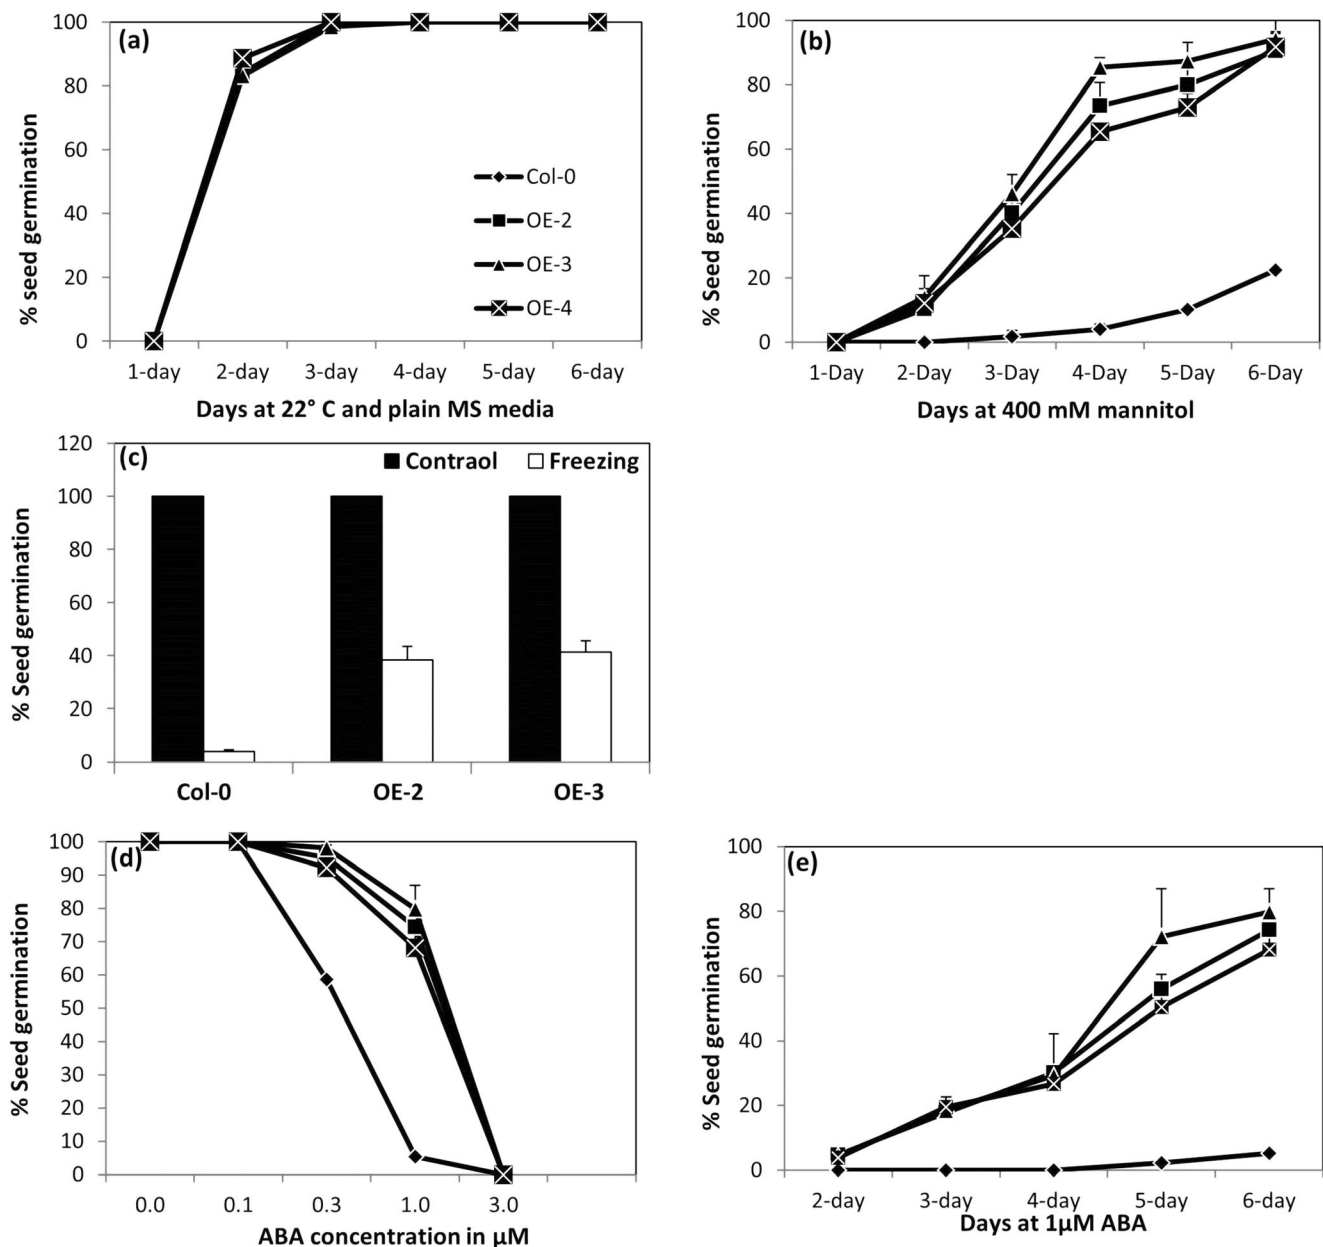 (a)
100
80
60
40
20
0
% seed germination
Col-0
OE-2
OE-3
OE-4
1-day 2-day 3-day 4-day 5-day 6-day
Days at 22° C and plain MS media
(b)
100
80
60
40
20
0
% Seed germination
1-Day 2-Day 3-Day 4-Day 5-Day 6-Day
Days at 400 mM mannitol
(c)
120
100
80
60
40
20
0
% Seed germination
Contraol Freezing
Col-0 OE-2 OE-3
(d)
100
90
80
70
60
50
40
30
20
10
0
% Seed germination
0.0 0.1 0.3 1.0 3.0
ABA concentration in µM
(e)
100
80
60
40
20
0
% Seed germination
2-day 3-day 4-day 5-day 6-day
Days at 1µM ABA